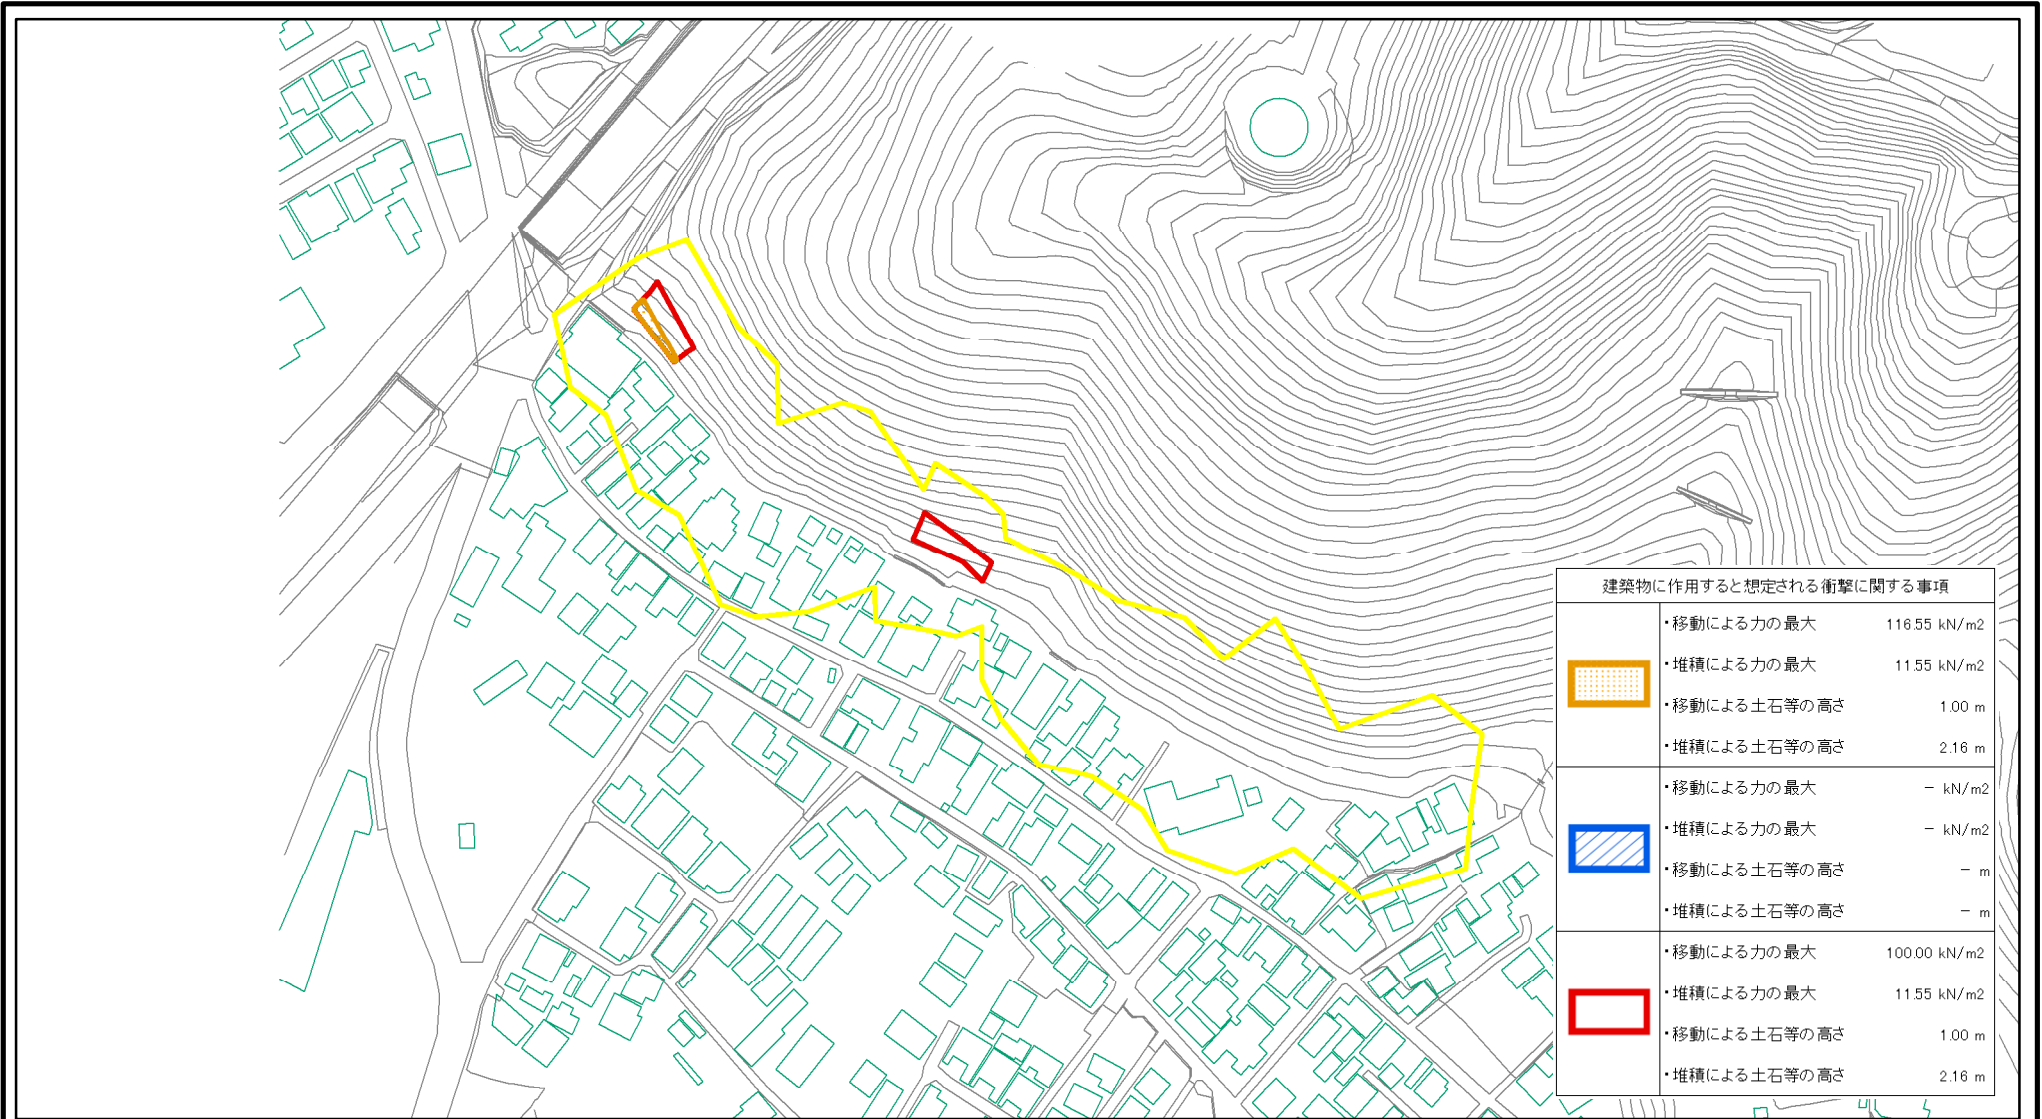 建築物に作用すると想定される衝撃に関する事項
・移動による力の最大 116.55 kN/m2
・堆積による力の最大 11.55 kN/m2
・移動による土石等の高さ 1.00 m
・堆積による土石等の高さ 2.16 m
・移動による力の最大 − kN/m2
・堆積による力の最大 − kN/m2
・移動による土石等の高さ − m
・堆積による土石等の高さ − m
・移動による力の最大 100.00 kN/m2
・堆積による力の最大 11.55 kN/m2
・移動による土石等の高さ 1.00 m
・堆積による土石等の高さ 2.16 m